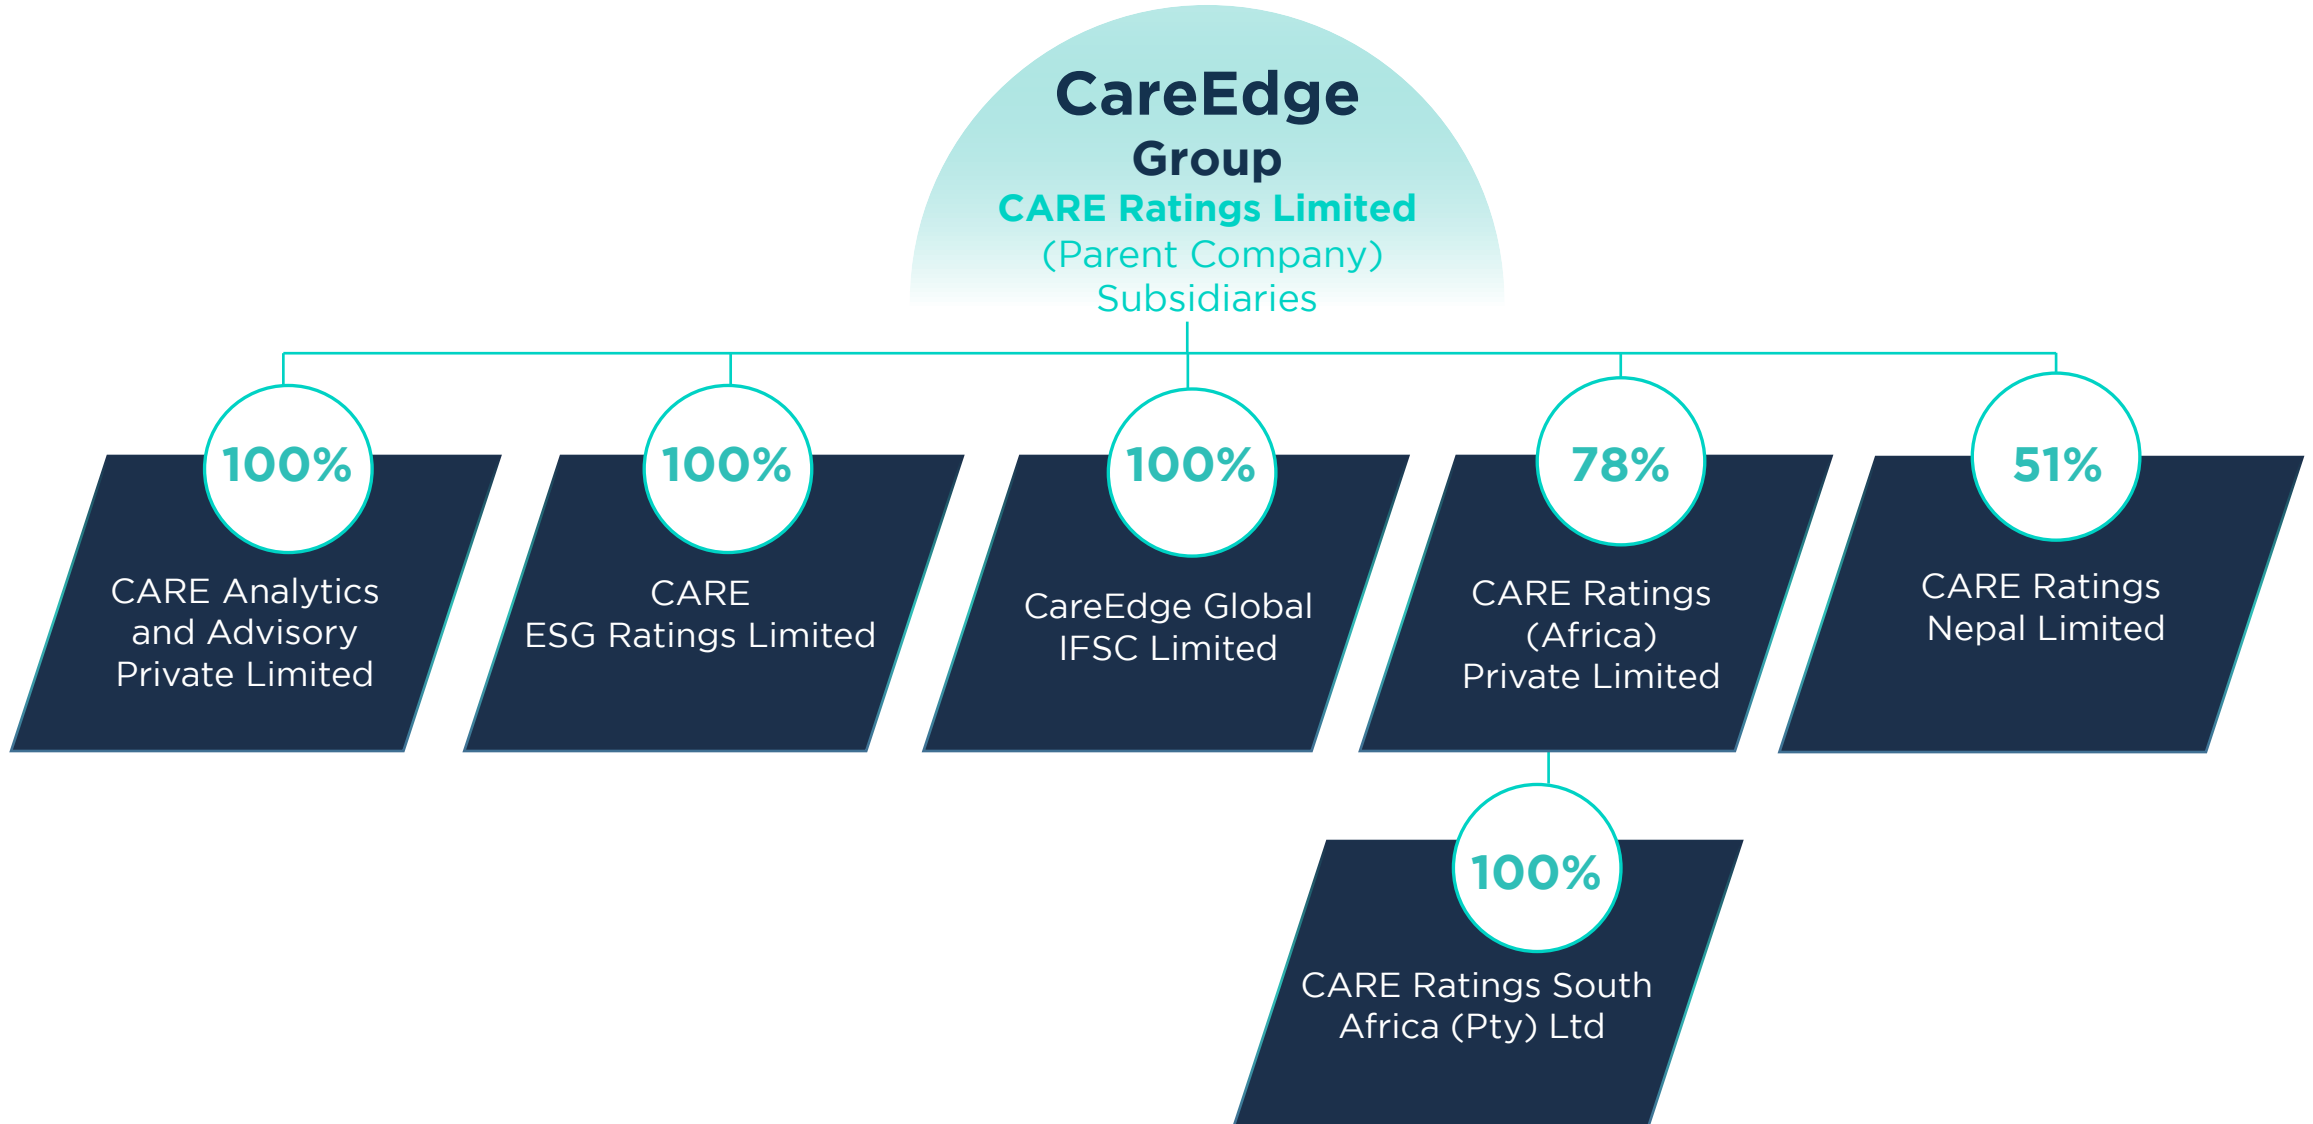 CareEdge
Group
CARE Ratings Limited
(Parent Company)
Subsidiaries
100%
CARE Analytics
and Advisory
Private Limited
100%
CARE
ESG Ratings Limited
100%
CareEdge Global
IFSC Limited
78%
CARE Ratings
(Africa)
Private Limited
51%
CARE Ratings
Nepal Limited
100%
CARE Ratings South
Africa (Pty) Ltd